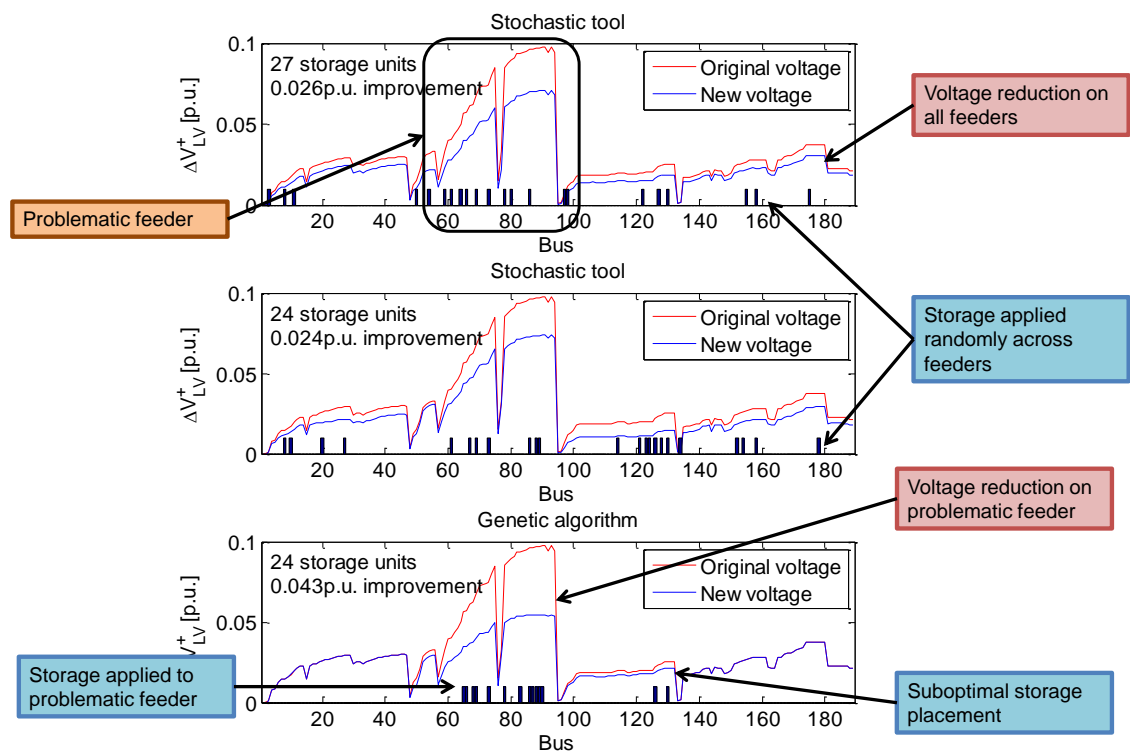 Stochastic tool
0.1
0.05
0
ΔV⁺LV [p.u.]
27 storage units
0.026p.u. improvement
Original voltage
New voltage
20 40 60 80 100 120 140 160 180
Bus
Problematic feeder
Voltage reduction on
all feeders
Stochastic tool
0.1
0.05
0
ΔV⁺LV [p.u.]
24 storage units
0.024p.u. improvement
Original voltage
New voltage
20 40 60 80 100 120 140 160 180
Bus
Storage applied
randomly across
feeders
Voltage reduction on
problematic feeder
Genetic algorithm
0.1
0.05
0
V⁺LV [p.u.]
24 storage units
0.043p.u. improvement
Original voltage
New voltage
20 40 60 80 100 120 140 160 180
Bus
Storage applied to
problematic feeder
Suboptimal storage
placement